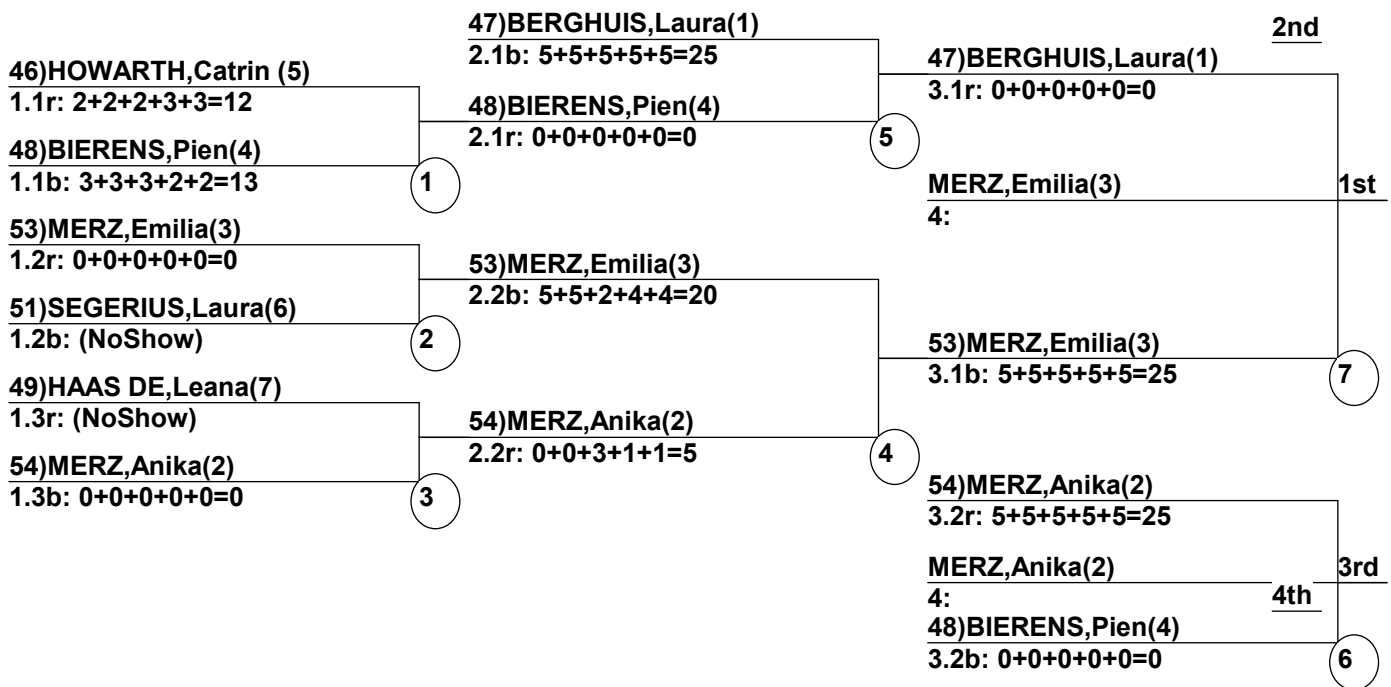 46)HOWARTH,Catrin (5)
1.1r: 2+2+2+3+3=12
48)BIERENS,Pien(4)
1.1b: 3+3+3+2+2=13
1
53)MERZ,Emilia(3)
1.2r: 0+0+0+0+0=0
51)SEGERIUS,Laura(6)
1.2b: (NoShow)
2
49)HAAS DE,Leana(7)
1.3r: (NoShow)
54)MERZ,Anika(2)
1.3b: 0+0+0+0+0=0
3
47)BERGHUIS,Laura(1)
2.1b: 5+5+5+5+5=25
48)BIERENS,Pien(4)
2.1r: 0+0+0+0+0=0
5
53)MERZ,Emilia(3)
2.2b: 5+5+2+4+4=20
54)MERZ,Anika(2)
2.2r: 0+0+3+1+1=5
4
2nd
47)BERGHUIS,Laura(1)
3.1r: 0+0+0+0+0=0
MERZ,Emilia(3) 1st
4:
53)MERZ,Emilia(3)
3.1b: 5+5+5+5+5=25
7
54)MERZ,Anika(2)
3.2r: 5+5+5+5+5=25
MERZ,Anika(2) 3rd
4: 4th
48)BIERENS,Pien(4)
3.2b: 0+0+0+0+0=0
6